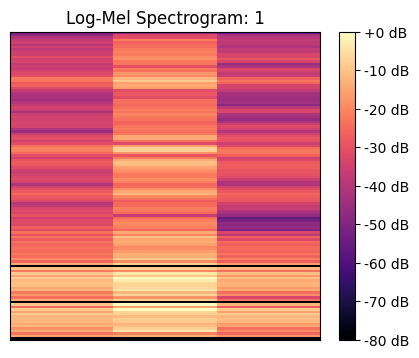 Log-Mel Spectrogram: 1
+0 dB
-10 dB
-20 dB
-30 dB
-40 dB
-50 dB
-60 dB
-70 dB
-80 dB